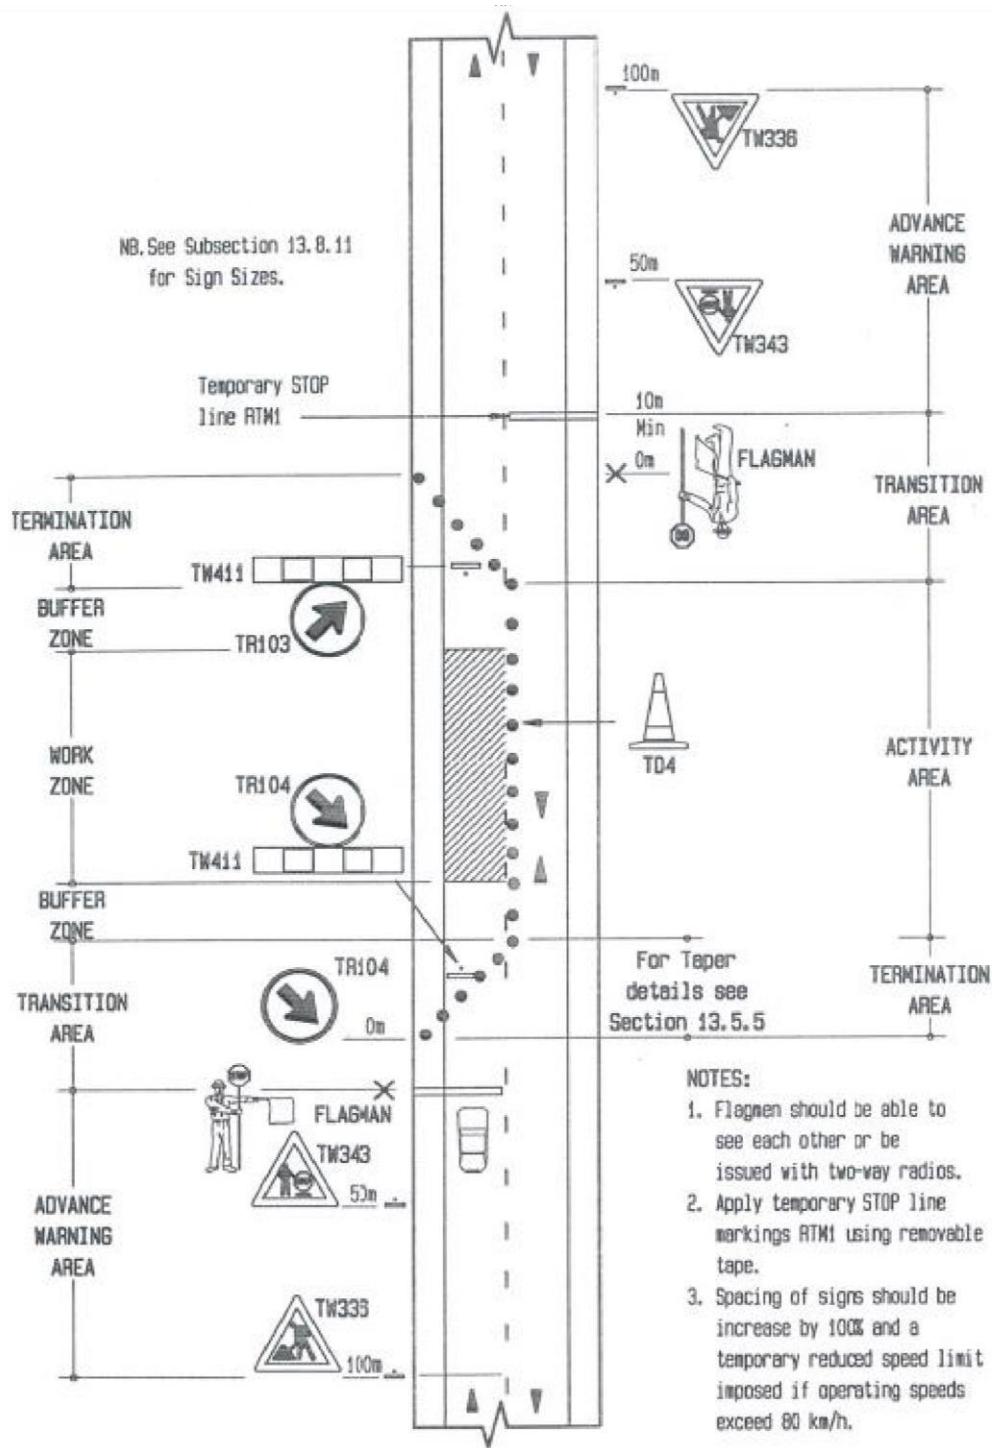 100m
TW336
ADVANCE
WARNING
AREA
NB.See Subsection 13.8.11
for Sign Sizes.
50m
TW343
Temporary STOP
line RTM1
10m
Min
0m
FLAGMAN
TRANSITION
AREA
TERMINATION
AREA
TW411
BUFFER
ZONE
TR103
WORK
ZONE
TD4
ACTIVITY
AREA
TR104
TW411
BUFFER
ZONE
TR104
For Taper
details see
Section 13.5.5
TERMINATION
AREA
TRANSITION
AREA
0m
STOP
FLAGMAN
TW343
50m
ADVANCE
WARNING
AREA
TW336
100m
NOTES:
1. Flagmen should be able to
see each other or be
issued with two-way radios.
2. Apply temporary STOP line
markings RTM1 using removable
tape.
3. Spacing of signs should be
increase by 100% and a
temporary reduced speed limit
imposed if operating speeds
exceed 80 km/h.